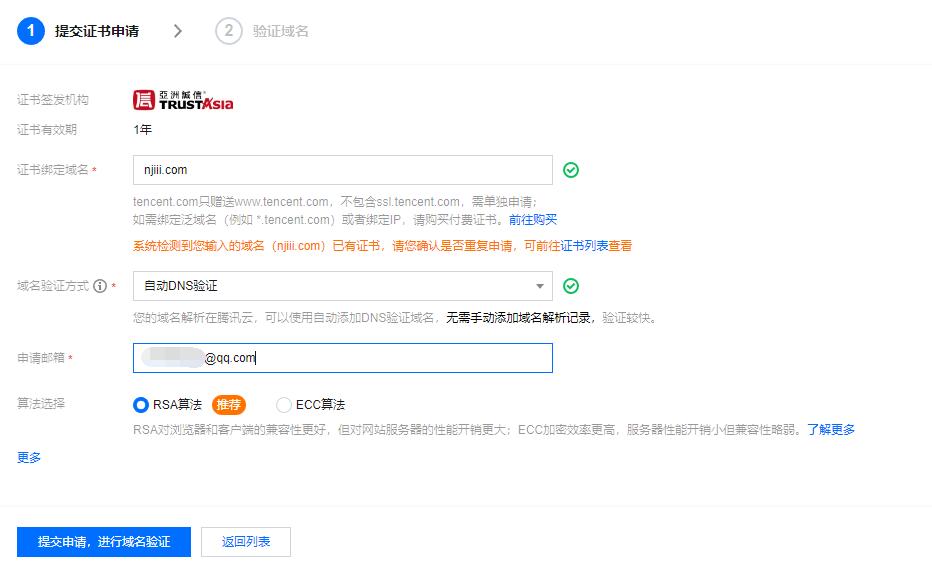 1 提交证书申请 > 2 验证域名
证书签发机构 亞洲誠信® TRUSTAsia
证书有效期 1年
证书绑定域名* njiii.com
tencent.com只赠送www.tencent.com，不包含ssl.tencent.com，需单独申请；
如需绑定泛域名（例如 *.tencent.com）或者绑定IP，请购买付费证书。前往购买
系统检测到您输入的域名（njiii.com）已有证书，请您确认是否重复申请，可前往证书列表查看
域名验证方式 * 自动DNS验证
您的域名解析在腾讯云，可以使用自动添加DNS验证域名，无需手动添加域名解析记录，验证较快。
申请邮箱* @qq.com
算法选择 RSA算法 推荐 ECC算法
RSA对浏览器和客户端的兼容性更好，但对网站服务器的性能开销更大；ECC加密效率更高，服务器性能开销小但兼容性略弱。了解更多
更多
提交申请，进行域名验证 返回列表